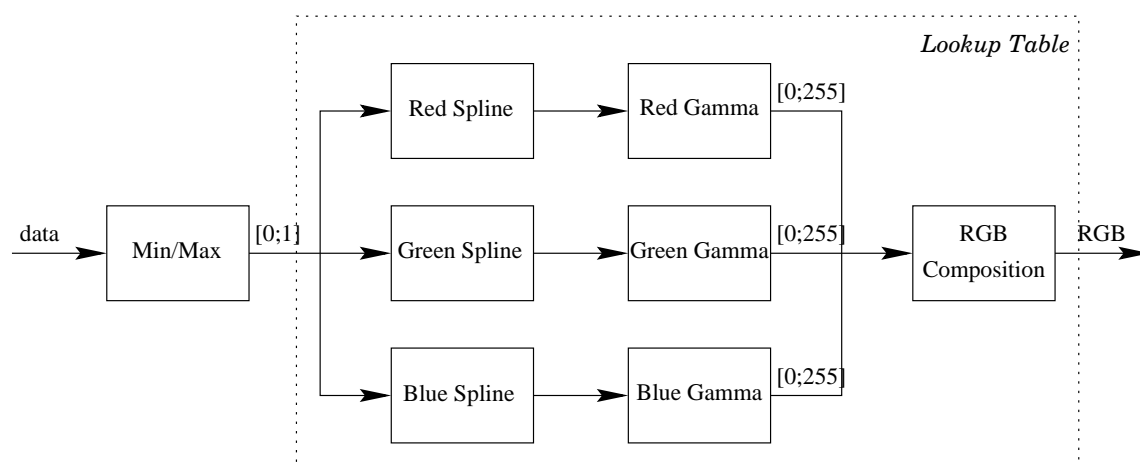 Lookup Table
[0;255]
Red Spline
Red Gamma
data
Min/Max
[0;1]
Green Spline
Green Gamma
[0;255]
RGB
Composition
RGB
Blue Spline
Blue Gamma
[0;255]